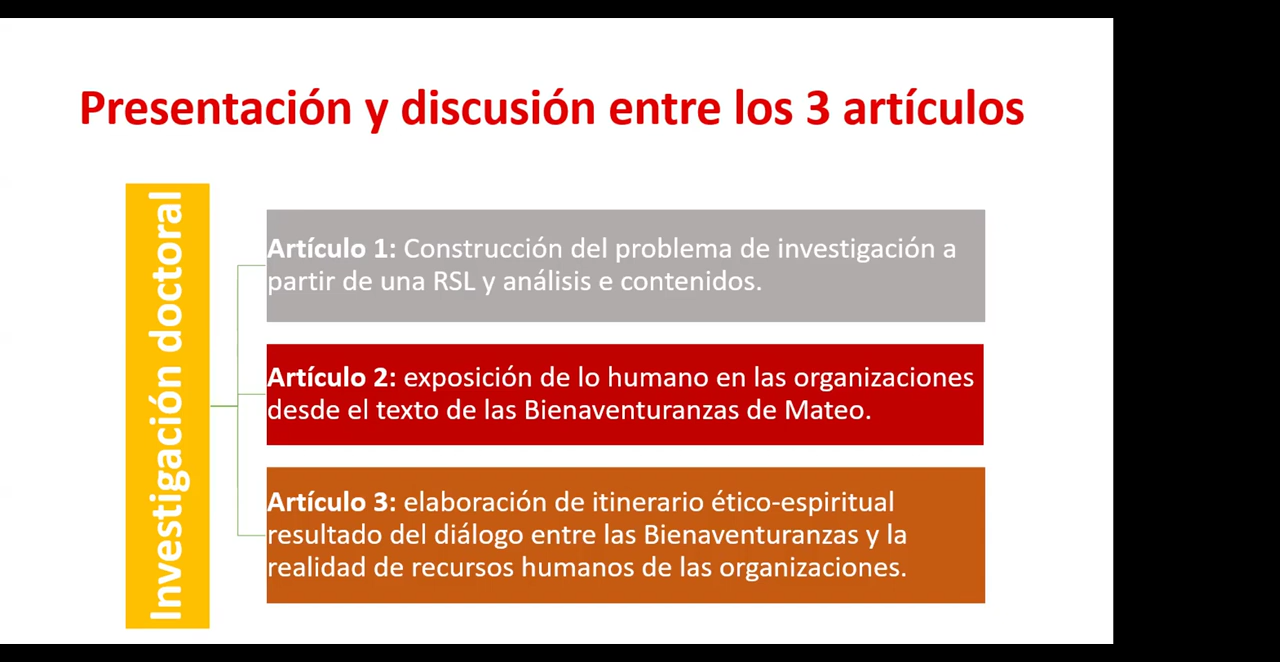 Presentación y discusión entre los 3 artículos
Investigación doctoral
Artículo 1: Construcción del problema de investigación a
partir de una RSL y análisis e contenidos.
Artículo 2: exposición de lo humano en las organizaciones
desde el texto de las Bienaventuranzas de Mateo.
Artículo 3: elaboración de itinerario ético-espiritual
resultado del diálogo entre las Bienaventuranzas y la
realidad de recursos humanos de las organizaciones.